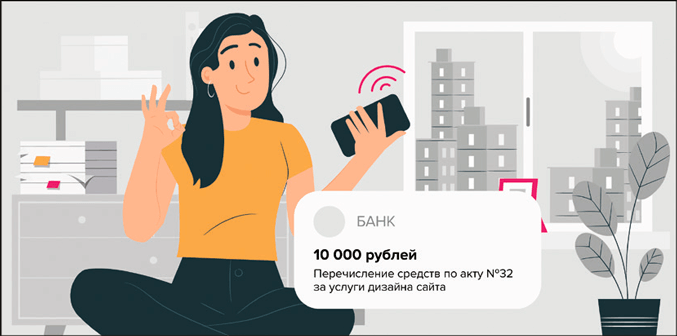 БАНК
10 000 рублей
Перечисление средств по акту №32
за услуги дизайна сайта